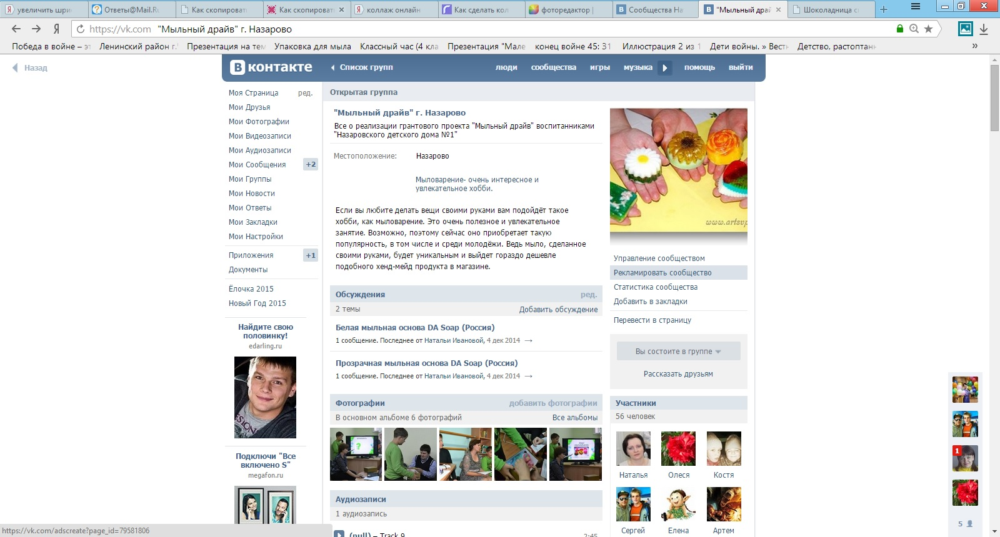 увеличить шри
Ответы@Mail.Ru
Как скопироват
Как скопироват
коллаж онлайн
Как сделать кол
фоторедактор |
Сообщества На
"Мыльный драй
Шоколадница с
https://vk.com "Мыльный драйв" г. Назарово
Победа в войне – эт
Ленинский район г.
Презентация на тем
Упаковка для мыла
Классный час (4 кла
Презентация "Мале
конец войне 45: 31
Иллюстрация 2 из 1
Дети войны. » Вест
Детство, растоптан
»
Назад
В контакте
Список групп
люди
сообщества
игры
музыка
помощь
выйти
Моя Страница ред.
Мои Друзья
Мои Фотографии
Мои Видеозаписи
Мои Аудиозаписи
Мои Сообщения +2
Мои Группы
Мои Новости
Мои Ответы
Мои Закладки
Мои Настройки
Приложения +1
Документы
Ёлочка 2015
Новый Год 2015
Найдите свою
половинку!
edarling.ru
Подключи "Все
включено S"
megafon.ru
Открытая группа
"Мыльный драйв" г. Назарово
Все о реализации грантового проекта "Мыльный драйв" воспитанниками
"Назаровского детского дома №1"
Местоположение: Назарово
Мыловарение- очень интересное и
увлекательное хобби.
Если вы любите делать вещи своими руками вам подойдёт такое
хобби, как мыловарение. Это очень полезное и увлекательное
занятие. Возможно, поэтому сейчас оно приобретает такую
популярность, в том числе и среди молодёжи. Ведь мыло, сделанное
своими руками, будет уникальным и выйдет гораздо дешевле
подобного хенд-мейд продукта в магазине.
Обсуждения ред.
2 темы Добавить обсуждение
Белая мыльная основа DA Soap (Россия)
1 сообщение. Последнее от Натальи Ивановой, 4 дек 2014 →
Прозрачная мыльная основа DA Soap (Россия)
1 сообщение. Последнее от Натальи Ивановой, 4 дек 2014 →
Фотографии добавить фотографии
В основном альбоме 6 фотографий Все альбомы
Аудиозаписи
1 аудиозапись
(null) – Track 9 2:45
www.artsvp
Управление сообществом
Рекламировать сообщество
Статистика сообщества
Добавить в закладки
Перевести в страницу
Вы состоите в группе
Рассказать друзьям
Участники
56 человек
Наталья Олеся Костя
Сергей Елена Артем
1
5
https://vk.com/adscreate?page_id=79581806